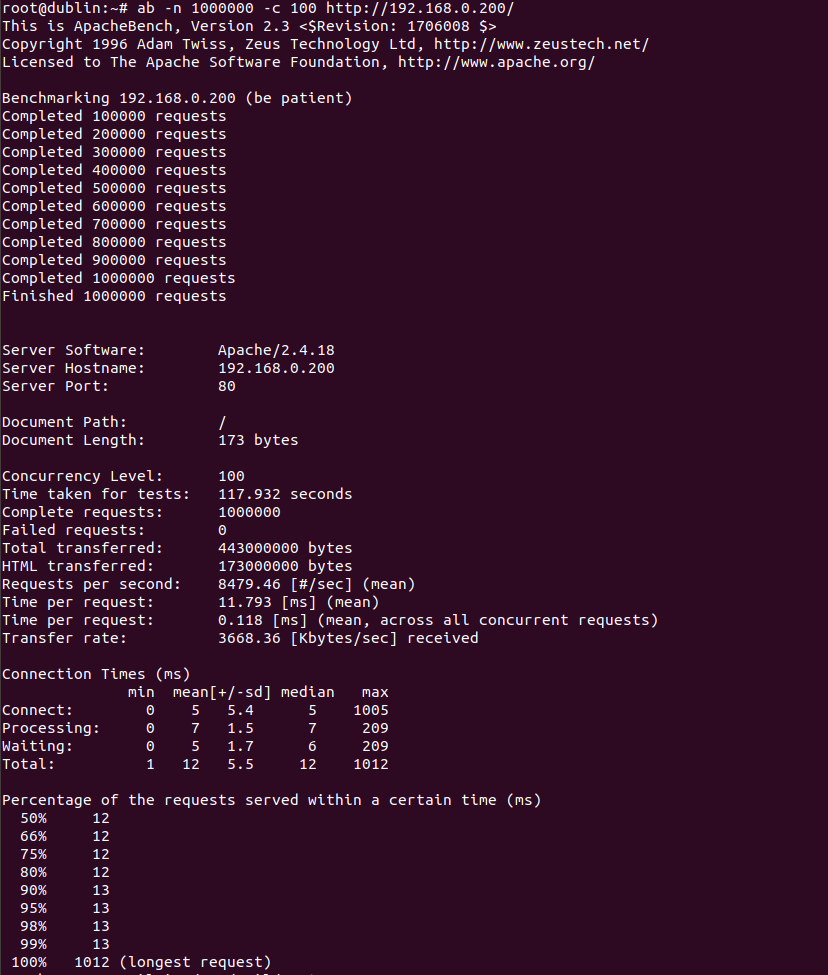 root@dublin:~# ab -n 1000000 -c 100 http://192.168.0.200/
This is ApacheBench, Version 2.3 <$Revision: 1706008 $>
Copyright 1996 Adam Twiss, Zeus Technology Ltd, http://www.zeustech.net/
Licensed to The Apache Software Foundation, http://www.apache.org/

Benchmarking 192.168.0.200 (be patient)
Completed 100000 requests
Completed 200000 requests
Completed 300000 requests
Completed 400000 requests
Completed 500000 requests
Completed 600000 requests
Completed 700000 requests
Completed 800000 requests
Completed 900000 requests
Completed 1000000 requests
Finished 1000000 requests


Server Software:        Apache/2.4.18
Server Hostname:        192.168.0.200
Server Port:            80

Document Path:          /
Document Length:        173 bytes

Concurrency Level:      100
Time taken for tests:   117.932 seconds
Complete requests:      1000000
Failed requests:        0
Total transferred:      443000000 bytes
HTML transferred:       173000000 bytes
Requests per second:    8479.46 [#/sec] (mean)
Time per request:       11.793 [ms] (mean)
Time per request:       0.118 [ms] (mean, across all concurrent requests)
Transfer rate:          3668.36 [Kbytes/sec] received

Connection Times (ms)
              min  mean[+/-sd] median   max
Connect:        0    5   5.4      5    1005
Processing:     0    7   1.5      7     209
Waiting:        0    5   1.7      6     209
Total:          1   12   5.5     12    1012

Percentage of the requests served within a certain time (ms)
  50%     12
  66%     12
  75%     12
  80%     12
  90%     13
  95%     13
  98%     13
  99%     13
 100%   1012 (longest request)